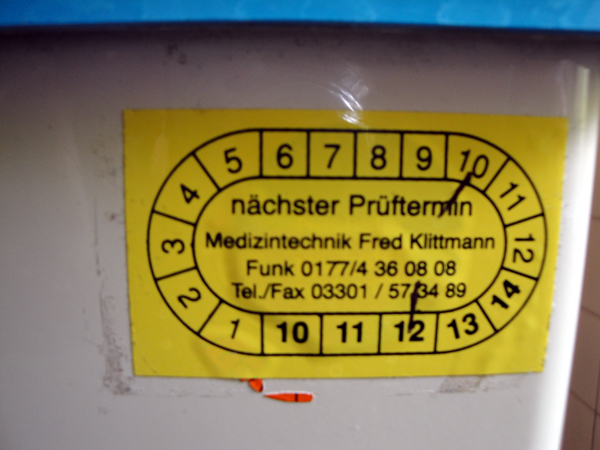 5 6 7 8 9 10
4 11
nächster Prüftermin
3 Medizintechnik Fred Klittmann 12
Funk 0177/4 36 08 08
2 Tel./Fax 03301 / 57 34 89 14
1 10 11 12 13